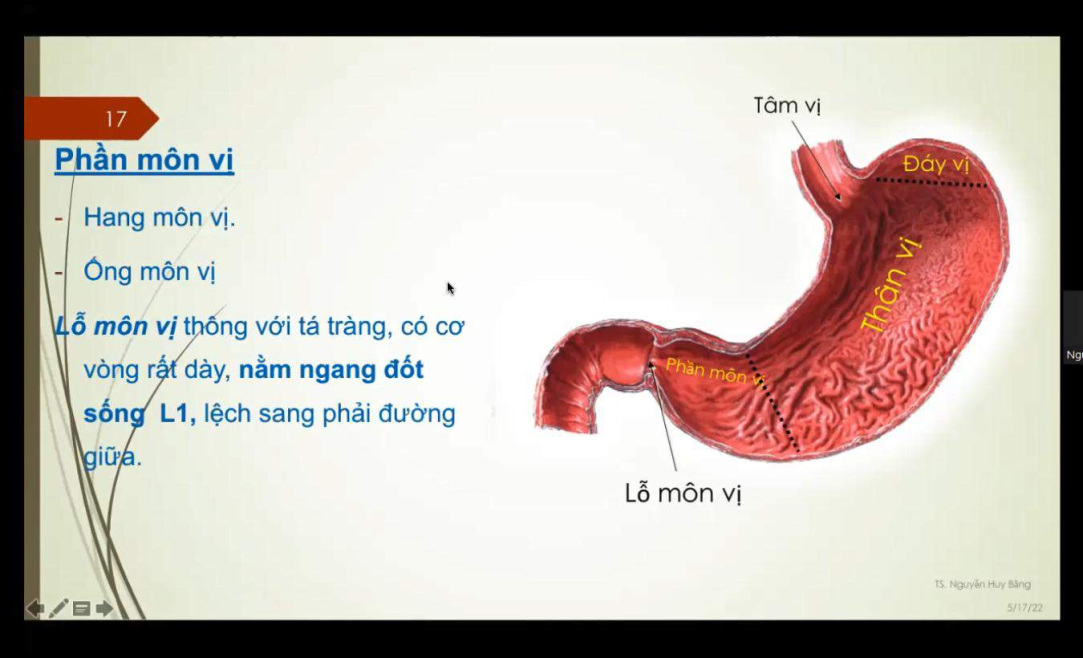 17
Phần môn vị
- Hang môn vị.
- Ống môn vị
Lỗ môn vị thông với tá tràng, có cơ
vòng rất dày, nằm ngang đốt
sống L1, lệch sang phải đường
giữa.
Tâm vị
Đáy vị
Thân vị
Phần môn vị
Lỗ môn vị
TS. Nguyễn Huy Bằng
5/17/22